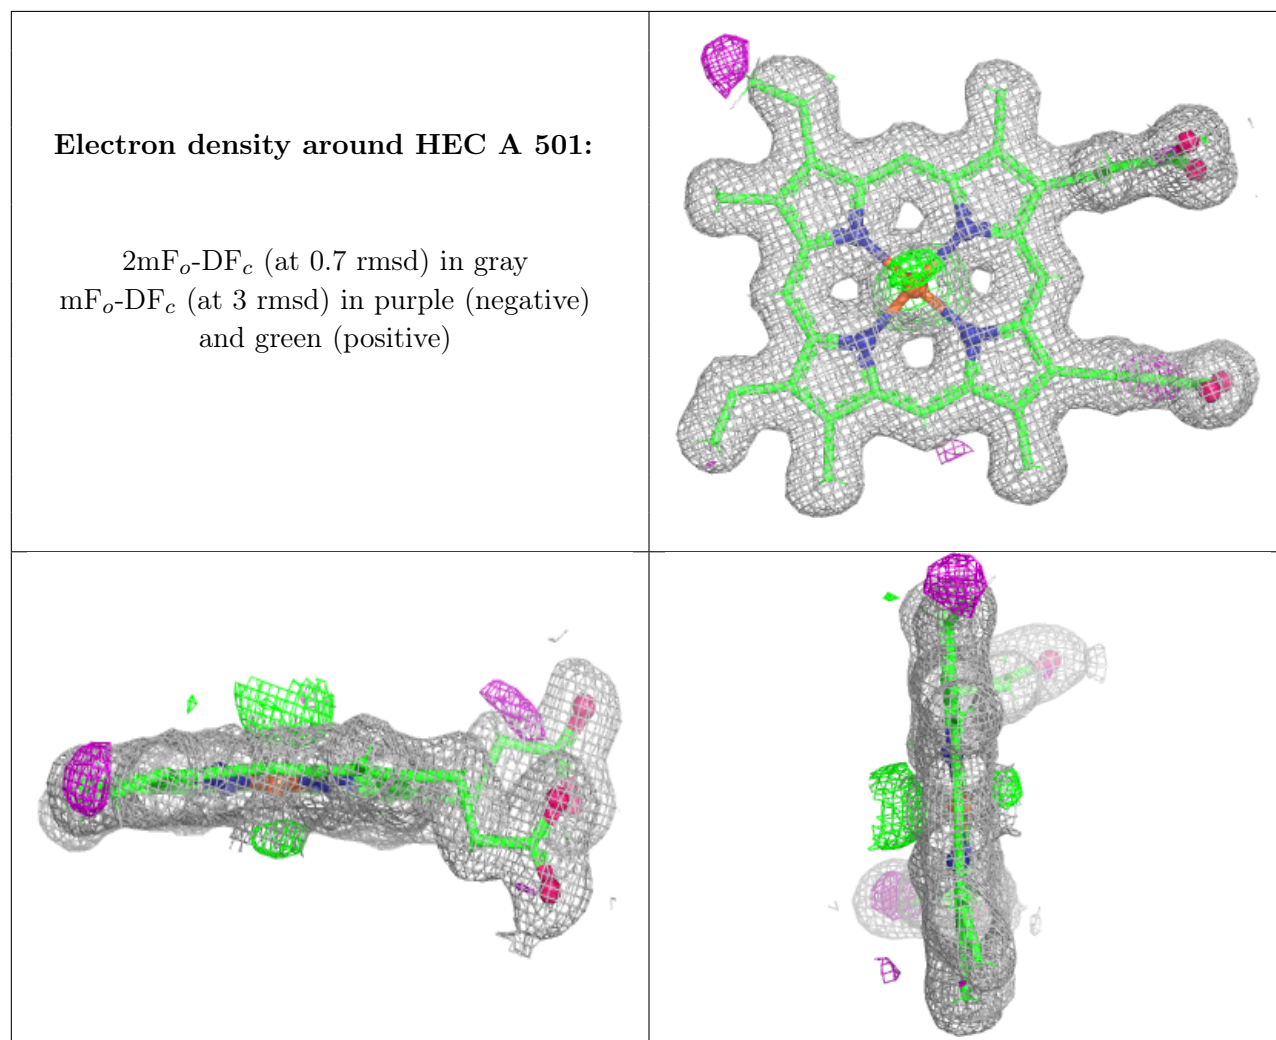 Electron density around HEC A 501:
2mFo-DFc (at 0.7 rmsd) in gray
mFo-DFc (at 3 rmsd) in purple (negative)
and green (positive)